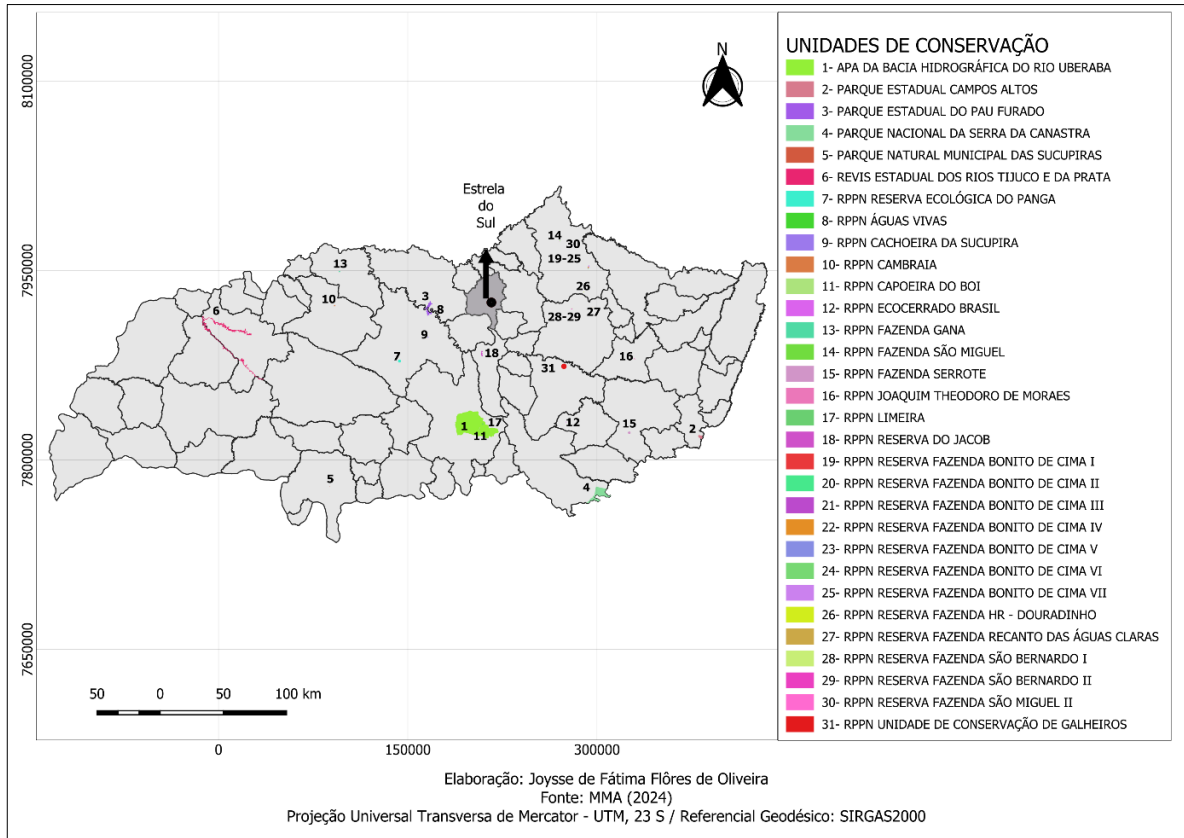 UNIDADES DE CONSERVAÇÃO
1- APA DA BACIA HIDROGRÁFICA DO RIO UBERABA
2- PARQUE ESTADUAL CAMPOS ALTOS
3- PARQUE ESTADUAL DO PAU FURADO
4- PARQUE NACIONAL DA SERRA DA CANASTRA
5- PARQUE NATURAL MUNICIPAL DAS SUCUPIRAS
6- REVIS ESTADUAL DOS RIOS TIJUCO E DA PRATA
7- RPPN RESERVA ECOLÓGICA DO PANGA
8- RPPN ÁGUAS VIVAS
9- RPPN CACHOEIRA DA SUCUPIRA
10- RPPN CAMBRAIA
11- RPPN CAPOEIRA DO BOI
12- RPPN ECOCERRADO BRASIL
13- RPPN FAZENDA GANA
14- RPPN FAZENDA SÃO MIGUEL
15- RPPN FAZENDA SERROTE
16- RPPN JOAQUIM THEODORO DE MORAES
17- RPPN LIMEIRA
18- RPPN RESERVA DO JACOB
19- RPPN RESERVA FAZENDA BONITO DE CIMA I
20- RPPN RESERVA FAZENDA BONITO DE CIMA II
21- RPPN RESERVA FAZENDA BONITO DE CIMA III
22- RPPN RESERVA FAZENDA BONITO DE CIMA IV
23- RPPN RESERVA FAZENDA BONITO DE CIMA V
24- RPPN RESERVA FAZENDA BONITO DE CIMA VI
25- RPPN RESERVA FAZENDA BONITO DE CIMA VII
26- RPPN RESERVA FAZENDA HR - DOURADINHO
27- RPPN RESERVA FAZENDA RECANTO DAS ÁGUAS CLARAS
28- RPPN RESERVA FAZENDA SÃO BERNARDO I
29- RPPN RESERVA FAZENDA SÃO BERNARDO II
30- RPPN RESERVA FAZENDA SÃO MIGUEL II
31- RPPN UNIDADE DE CONSERVAÇÃO DE GALHEIROS
N
8100000
7950000
7800000
7650000
Estrela
do
Sul
14
30
19-25
13
26
10
3
8
28-29
27
6
9
7
18
16
31
1
17
11
12
15
2
5
4
50 0 50 100 km
0 150000 300000
Elaboração: Joysse de Fátima Flôres de Oliveira
Fonte: MMA (2024)
Projeção Universal Transversa de Mercator - UTM, 23 S / Referencial Geodésico: SIRGAS2000